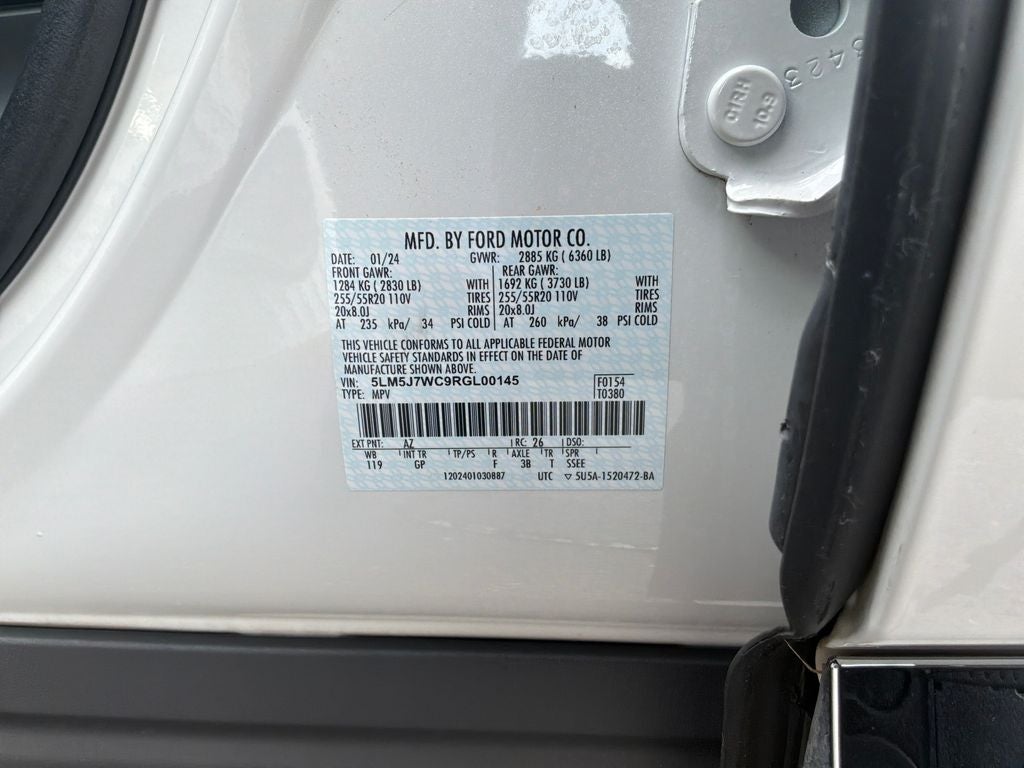 3423
CHRH
10.9
MFD. BY FORD MOTOR CO.
DATE: 01/24 GVWR: 2885 KG ( 6360 LB)
FRONT GAWR: REAR GAWR:
1284 KG ( 2830 LB) WITH 1692 KG ( 3730 LB) WITH
255/55R20 110V TIRES 255/55R20 110V TIRES
20x8.0J RIMS 20x8.0J RIMS
AT 235 kPa/ 34 PSI COLD AT 260 kPa/ 38 PSI COLD
THIS VEHICLE CONFORMS TO ALL APPLICABLE FEDERAL MOTOR
VEHICLE SAFETY STANDARDS IN EFFECT ON THE DATE OF
MANUFACTURE SHOWN ABOVE.
VIN: 5LM5J7WC9RGL00145 F0154
TYPE: MPV T0380
EXT PNT: AZ RC: 26 DSO:
WB INT TR TP/PS R AXLE TR SPR
119 GP F 3B T SSEE
1202401030887 UTC ▽ 5U5A-1520472-BA